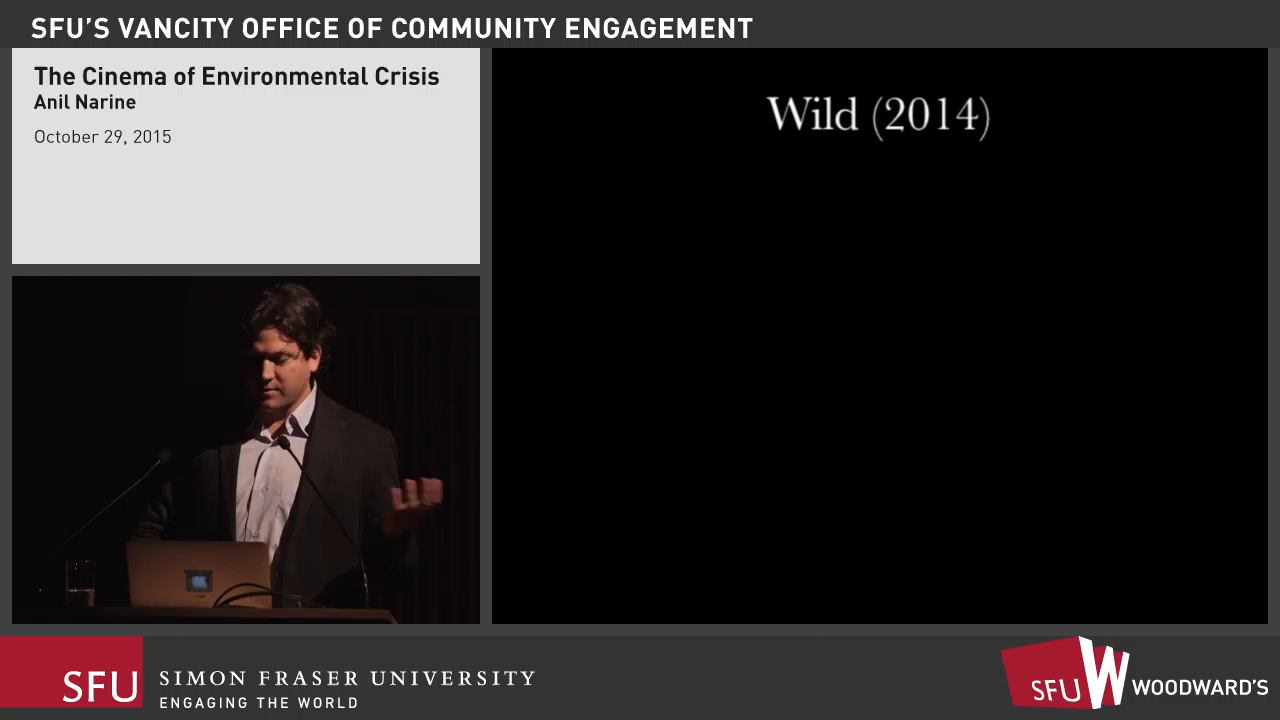 SFU'S VANCITY OFFICE OF COMMUNITY ENGAGEMENT
The Cinema of Environmental Crisis
Anil Narine
October 29, 2015
Wild (2014)
SFU
SIMON FRASER UNIVERSITY
ENGAGING THE WORLD
SFU W WOODWARD'S